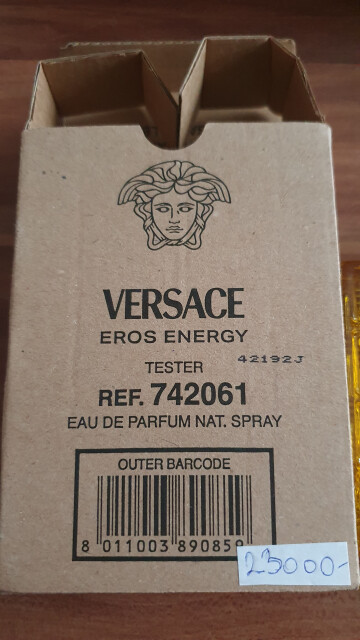 VERSACE
EROS ENERGY
TESTER
42192J
REF. 742061
EAU DE PARFUM NAT. SPRAY
OUTER BARCODE
8 011003 890859
23000-